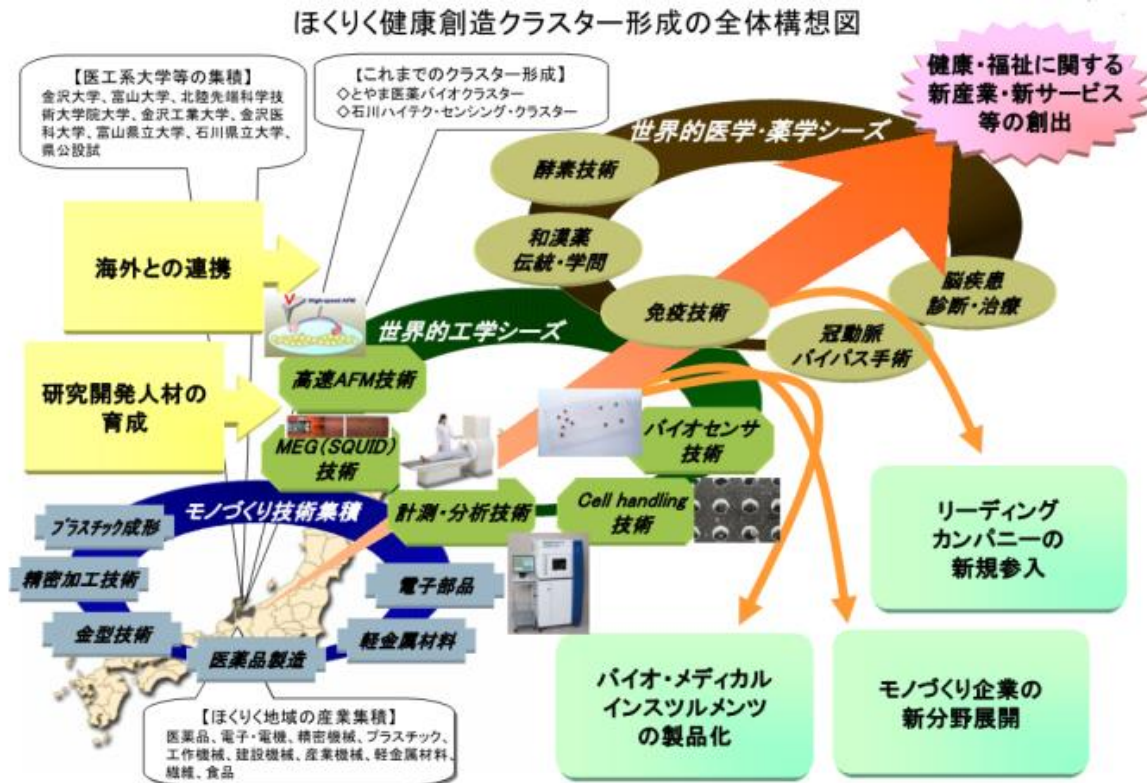 ほくりく健康創造クラスター形成の全体構想図
【医工系大学等の集積】
金沢大学、富山大学、北陸先端科学技
術大学院大学、金沢工業大学、金沢医
科大学、富山県立大学、石川県立大学、
県公設試
【これまでのクラスター形成】
◇とやま医薬バイオクラスター
◇石川ハイテク・センシング・クラスター
健康・福祉に関する
新産業・新サービス
等の創出
世界的医学・薬学シーズ
酵素技術
和漢薬
伝統・学問
免疫技術
脳疾患
診断・治療
冠動脈
バイパス手術
海外との連携
研究開発人材の
育成
High-speed AFM
世界的工学シーズ
高速AFM技術
MEG(SQUID)
技術
計測・分析技術
バイオセンサ
技術
Cell handling
技術
モノづくり技術集積
プラスチック成形
精密加工技術
金型技術
医薬品製造
電子部品
軽金属材料
【ほくりく地域の産業集積】
医薬品、電子・電機、精密機械、プラスチック、
工作機械、建設機械、産業機械、軽金属材料、
繊維、食品
リーディング
カンパニーの
新規参入
バイオ・メディカル
インスツルメンツ
の製品化
モノづくり企業の
新分野展開